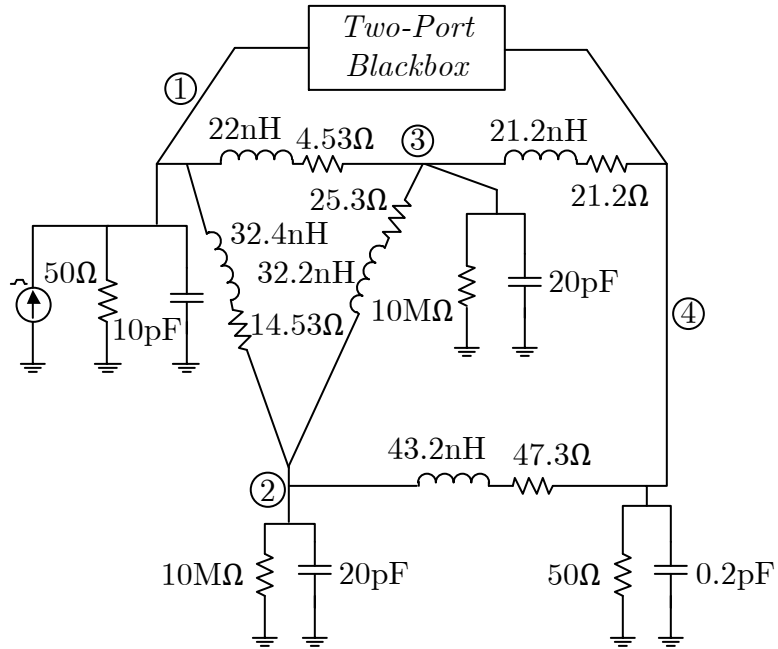 Two-Port
Blackbox
①
22nH
4.53Ω
③
21.2nH
21.2Ω
25.3Ω
32.4nH
32.2nH
50Ω
10pF
14.53Ω
10MΩ
20pF
④
43.2nH
47.3Ω
②
10MΩ
20pF
50Ω
0.2pF